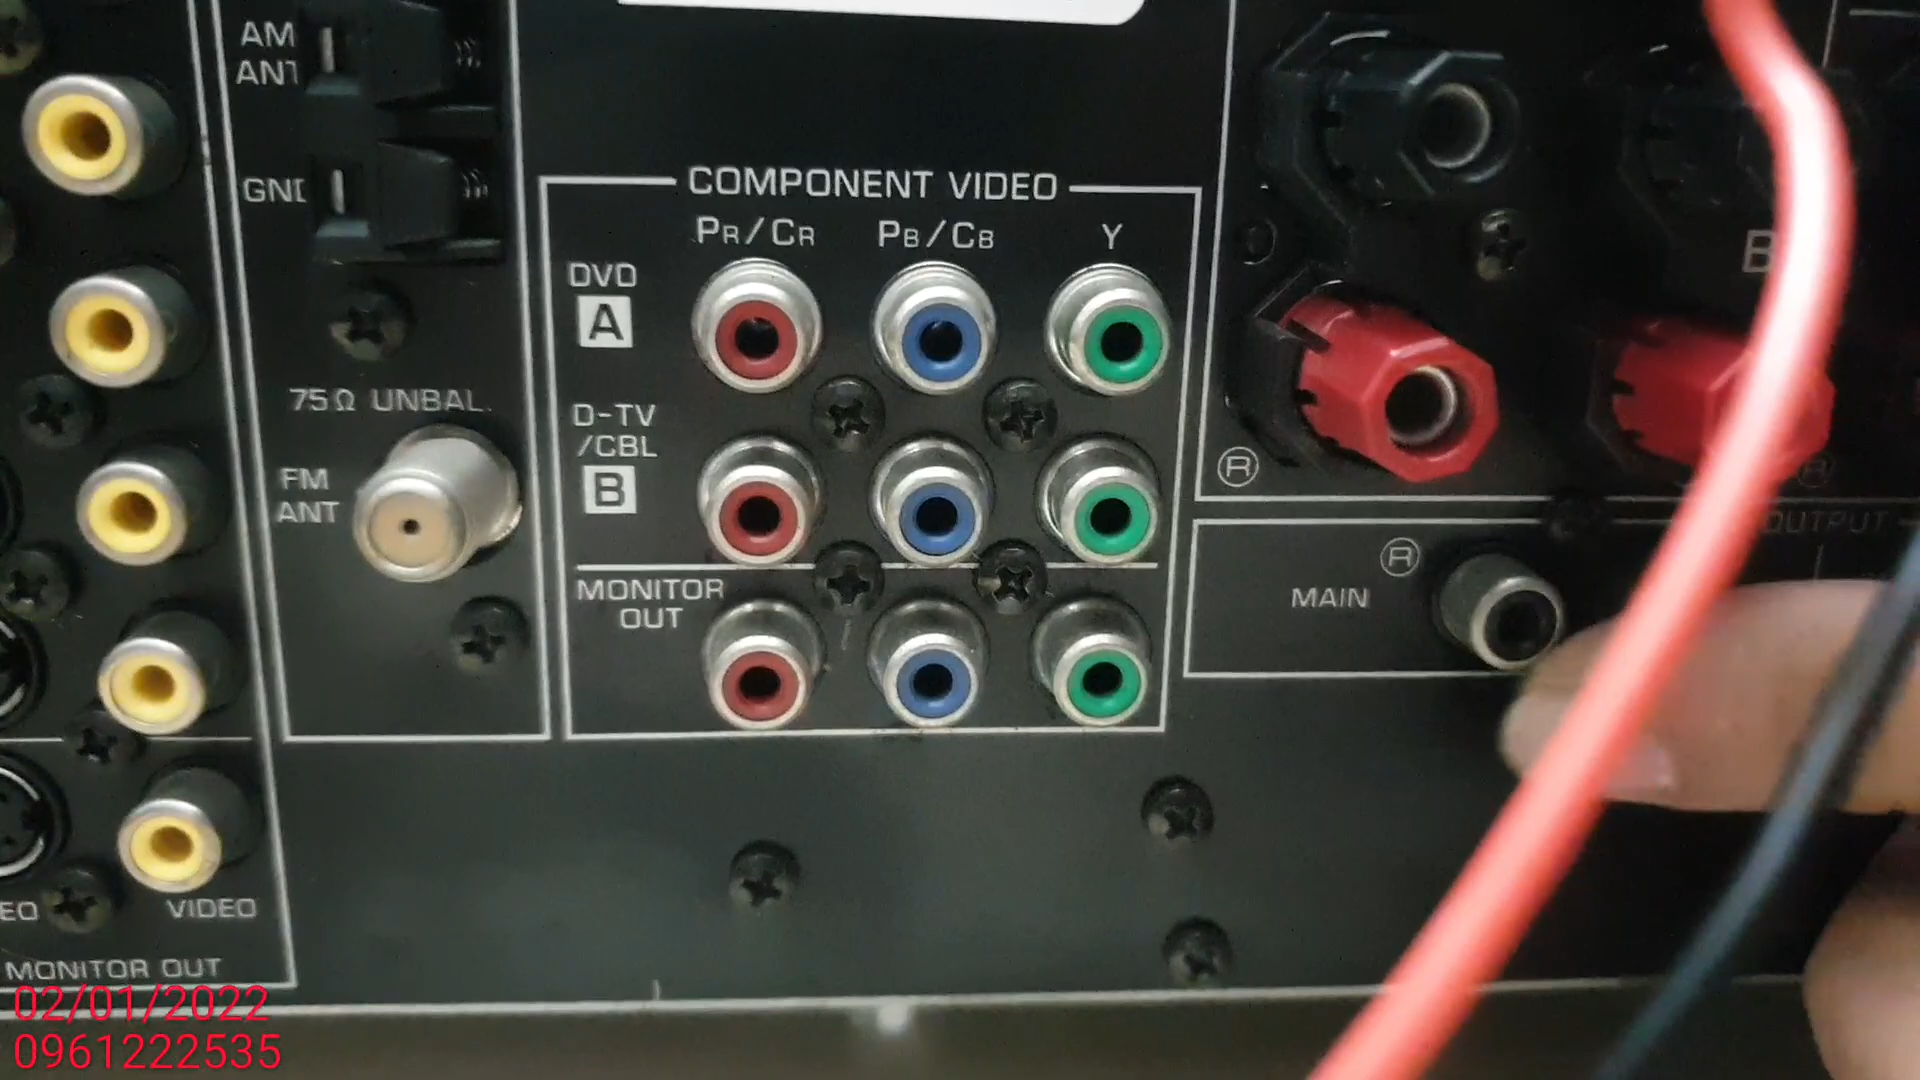 AM
ANT
GND
75Ω UNBAL.
FM
ANT
VIDEO
MONITOR OUT
COMPONENT VIDEO
PR/CR PB/CB Y
DVD
A
D-TV
/CBL
B
MONITOR
OUT
B
R
R
OUTPUT
R
MAIN
02/01/2022
0961222535